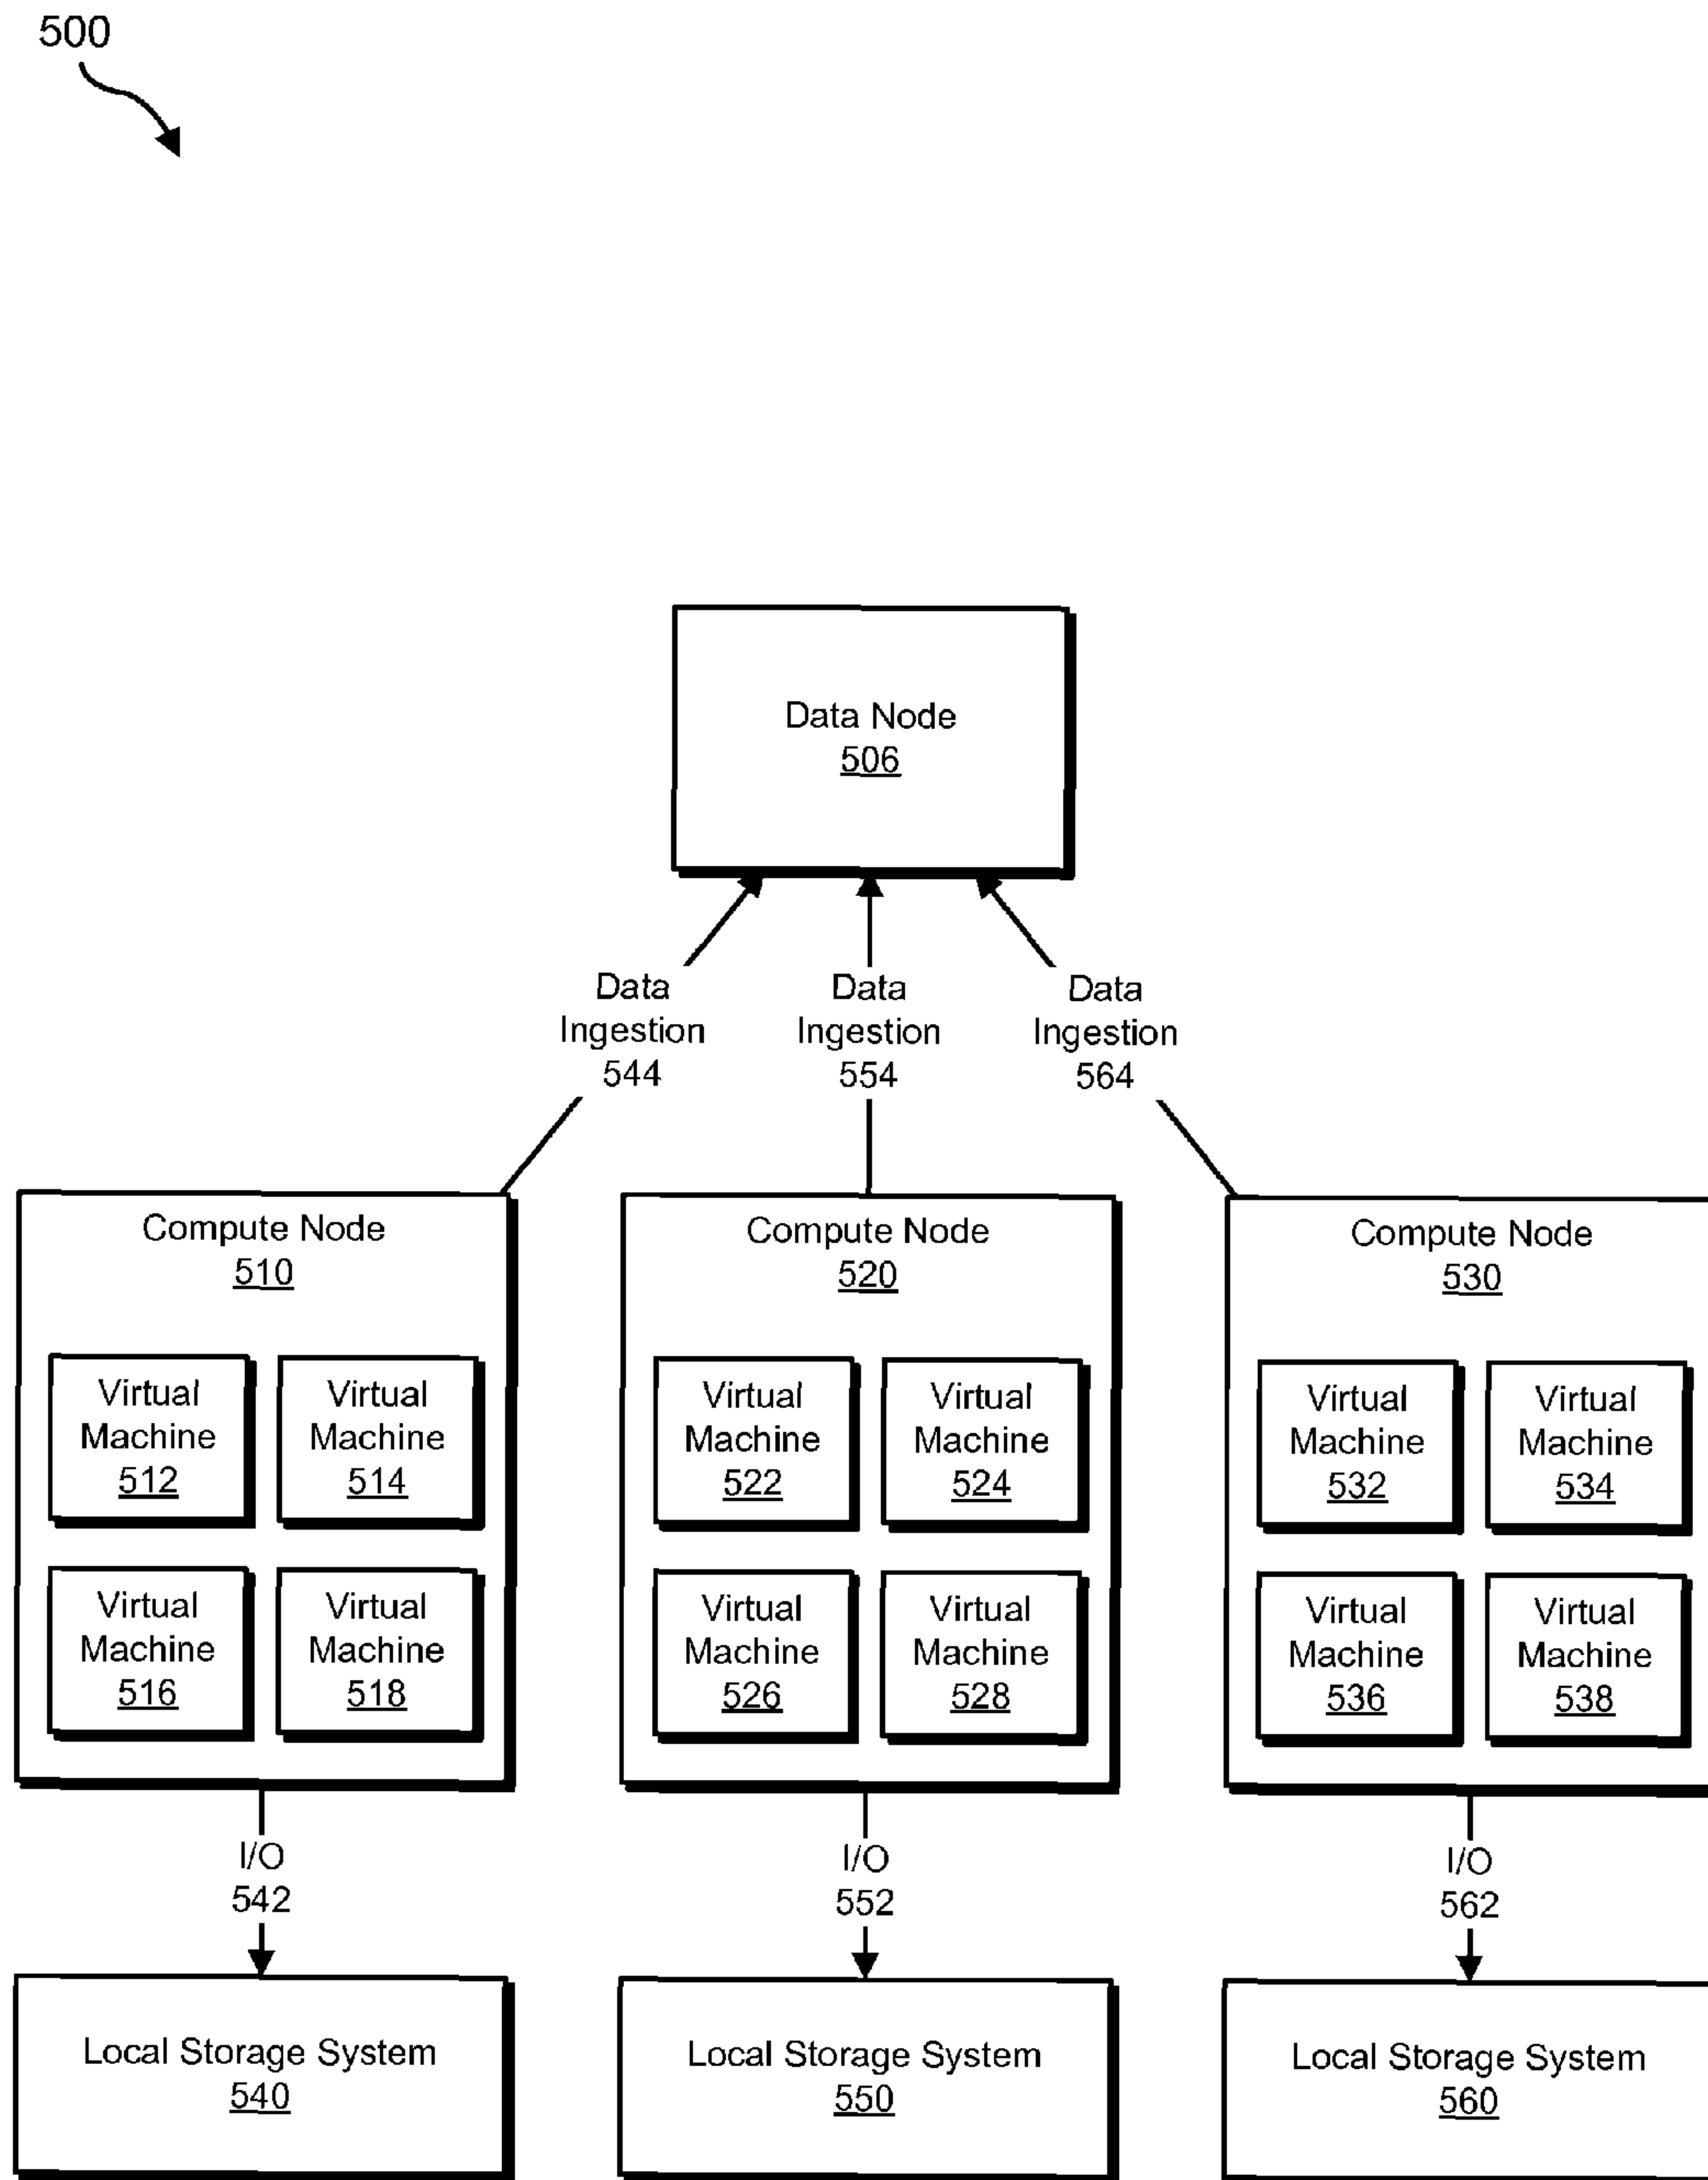 500
Data Node
506
Data
Ingestion
544
Data
Ingestion
554
Data
Ingestion
564
Compute Node
510
Virtual
Machine
512
Virtual
Machine
514
Virtual
Machine
516
Virtual
Machine
518
Compute Node
520
Virtual
Machine
522
Virtual
Machine
524
Virtual
Machine
526
Virtual
Machine
528
Compute Node
530
Virtual
Machine
532
Virtual
Machine
534
Virtual
Machine
536
Virtual
Machine
538
I/O
542
I/O
552
I/O
562
Local Storage System
540
Local Storage System
550
Local Storage System
560